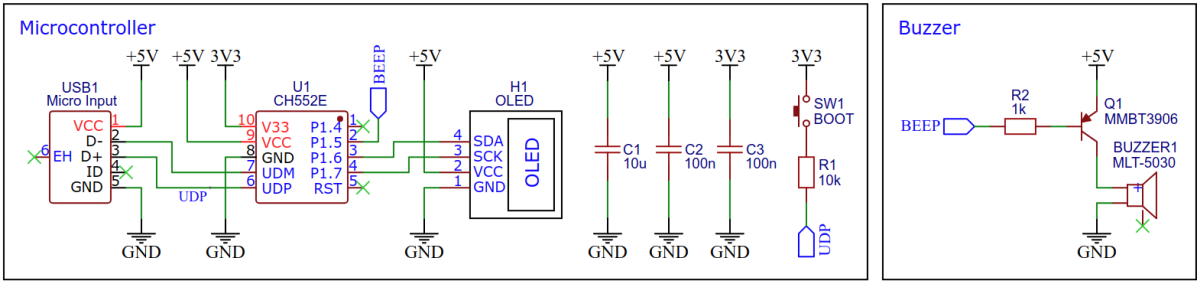 Microcontroller
Buzzer
+5V +5V 3V3 BEEP +5V +5V +5V 3V3 3V3 +5V
USB1
Micro Input
U1
CH552E
H1
OLED
VCC 1
D- 2
D+ 3
ID 4
GND 5
6 EH
UDP
10 V33
9 VCC
8 GND
7 UDM
6 UDP
P1.4 1
P1.5 2
P1.6 3
P1.7 4
RST 5
4 SDA
3 SCK
2 VCC
1 GND
OLED
C1
10u
C2
100n
C3
100n
SW1
BOOT
R1
10k
UDP
GND GND GND GND GND GND
BEEP
R2
1k
Q1
MMBT3906
BUZZER1
MLT-5030
+
GND